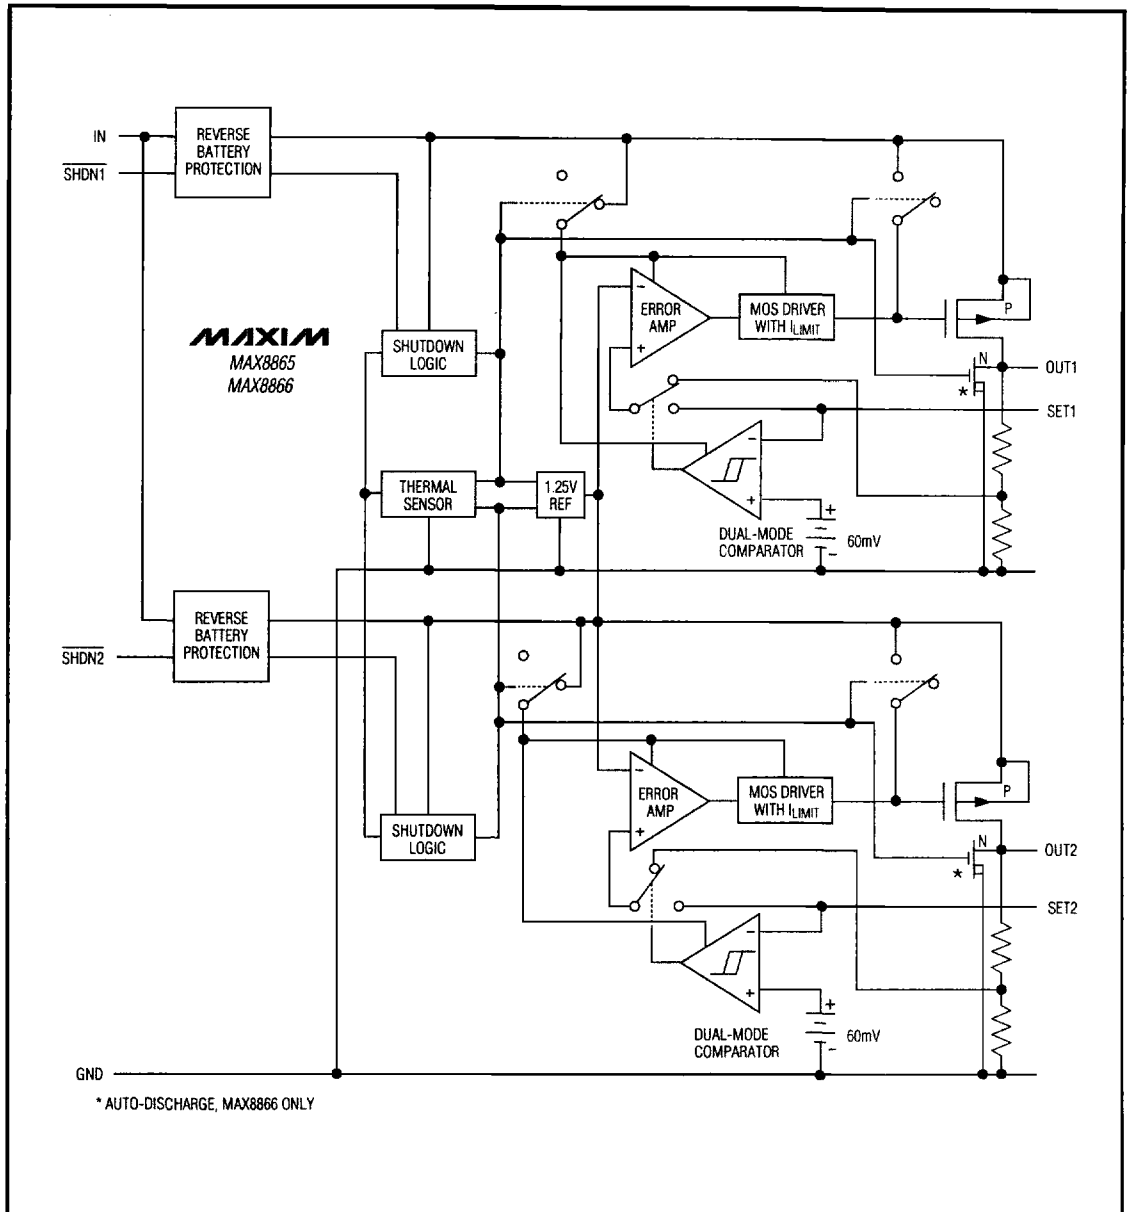 IN
REVERSE
BATTERY
PROTECTION
SHDN1
MAXIM
MAX8865
MAX8866
SHUTDOWN
LOGIC
-
ERROR
AMP
+
MOS DRIVER
WITH ILIMIT
P
N
*
OUT1
SET1
THERMAL
SENSOR
1.25V
REF
-
+
DUAL-MODE
COMPARATOR
+
60mV
-
REVERSE
BATTERY
PROTECTION
SHDN2
SHUTDOWN
LOGIC
-
ERROR
AMP
+
MOS DRIVER
WITH ILIMIT
P
N
*
OUT2
SET2
-
+
DUAL-MODE
COMPARATOR
+
60mV
-
GND
* AUTO-DISCHARGE, MAX8866 ONLY